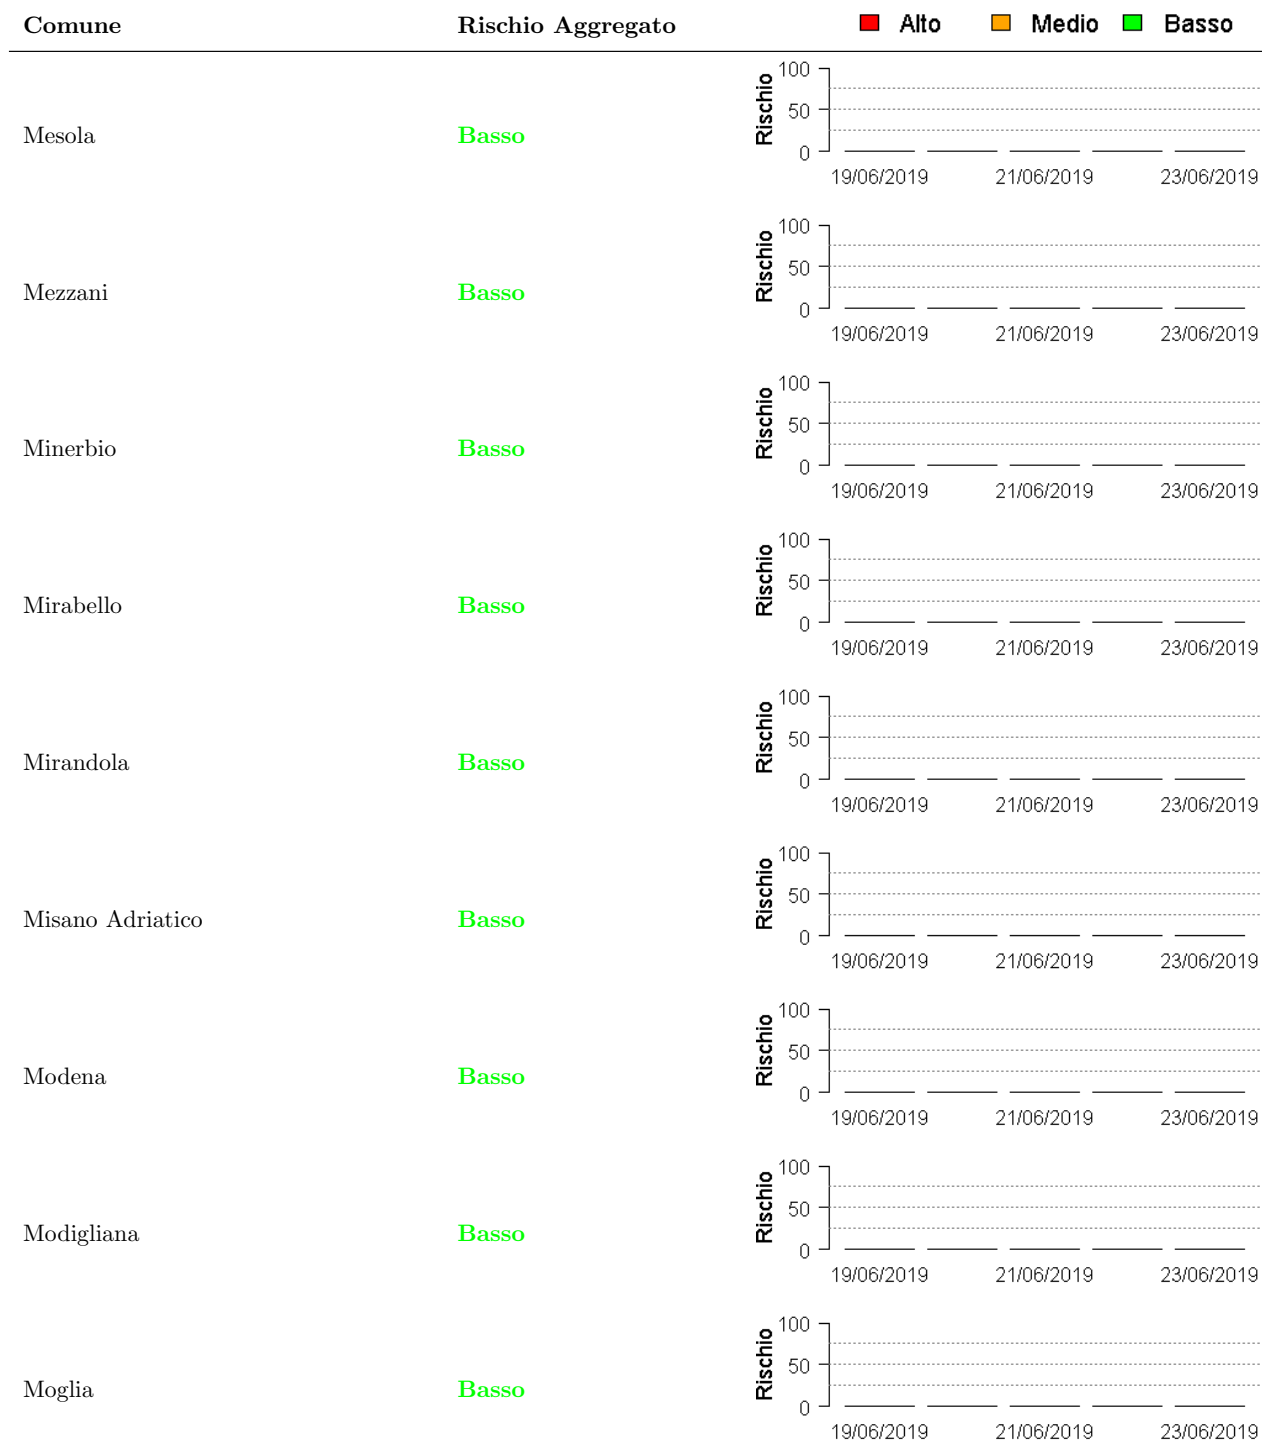 Comune Rischio Aggregato Alto Medio Basso
Mesola Basso Rischio 100 50 0
19/06/2019 21/06/2019 23/06/2019
Mezzani Basso Rischio 100 50 0
19/06/2019 21/06/2019 23/06/2019
Minerbio Basso Rischio 100 50 0
19/06/2019 21/06/2019 23/06/2019
Mirabello Basso Rischio 100 50 0
19/06/2019 21/06/2019 23/06/2019
Mirandola Basso Rischio 100 50 0
19/06/2019 21/06/2019 23/06/2019
Misano Adriatico Basso Rischio 100 50 0
19/06/2019 21/06/2019 23/06/2019
Modena Basso Rischio 100 50 0
19/06/2019 21/06/2019 23/06/2019
Modigliana Basso Rischio 100 50 0
19/06/2019 21/06/2019 23/06/2019
Moglia Basso Rischio 100 50 0
19/06/2019 21/06/2019 23/06/2019